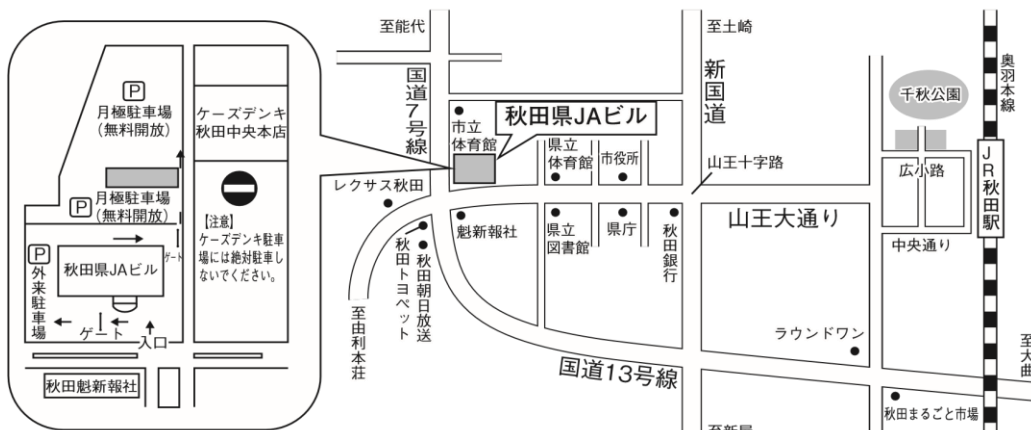 P
月極駐車場
(無料開放)
ケーズデンキ
秋田中央本店
月極駐車場
P
(無料開放)
【注意】
ケーズデンキ駐車
場には絶対駐車し
ないでください。
ゲート
P
外来駐車場
秋田県JAビル
ゲート
入口
秋田魁新報社
至能代
国道7号線
市立
体育館
秋田県JAビル
県立
体育館
市役所
至土崎
新国道
山王十字路
千秋公園
奥羽本線
広小路
JR秋田駅
レクサス秋田
魁新報社
県立
図書館
県庁
秋田銀行
山王大通り
中央通り
秋田トヨペット
秋田朝日放送
至由利本荘
国道13号線
ラウンドワン
至大曲
秋田まるごと市場